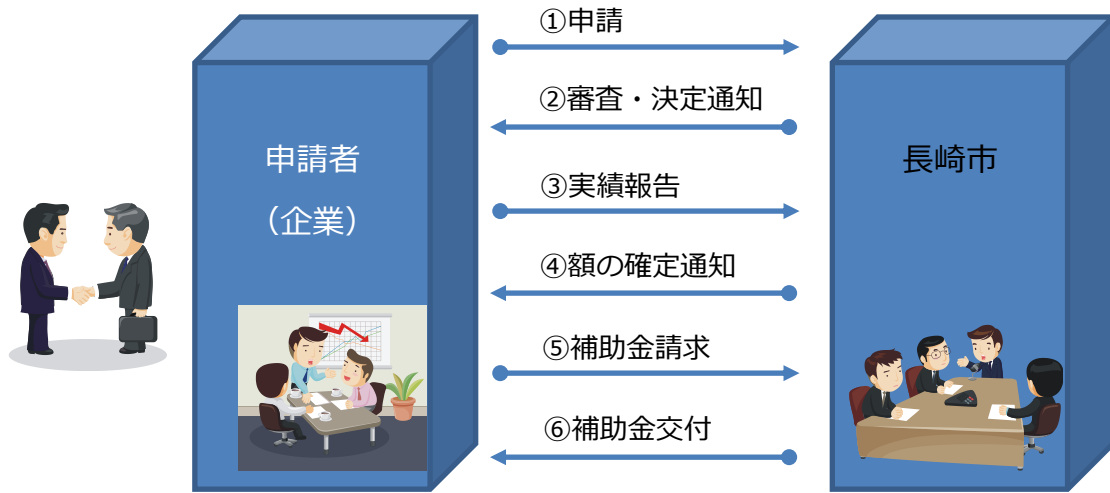 ①申請
②審査・決定通知
申請者
（企業）
長崎市
③実績報告
④額の確定通知
⑤補助金請求
⑥補助金交付